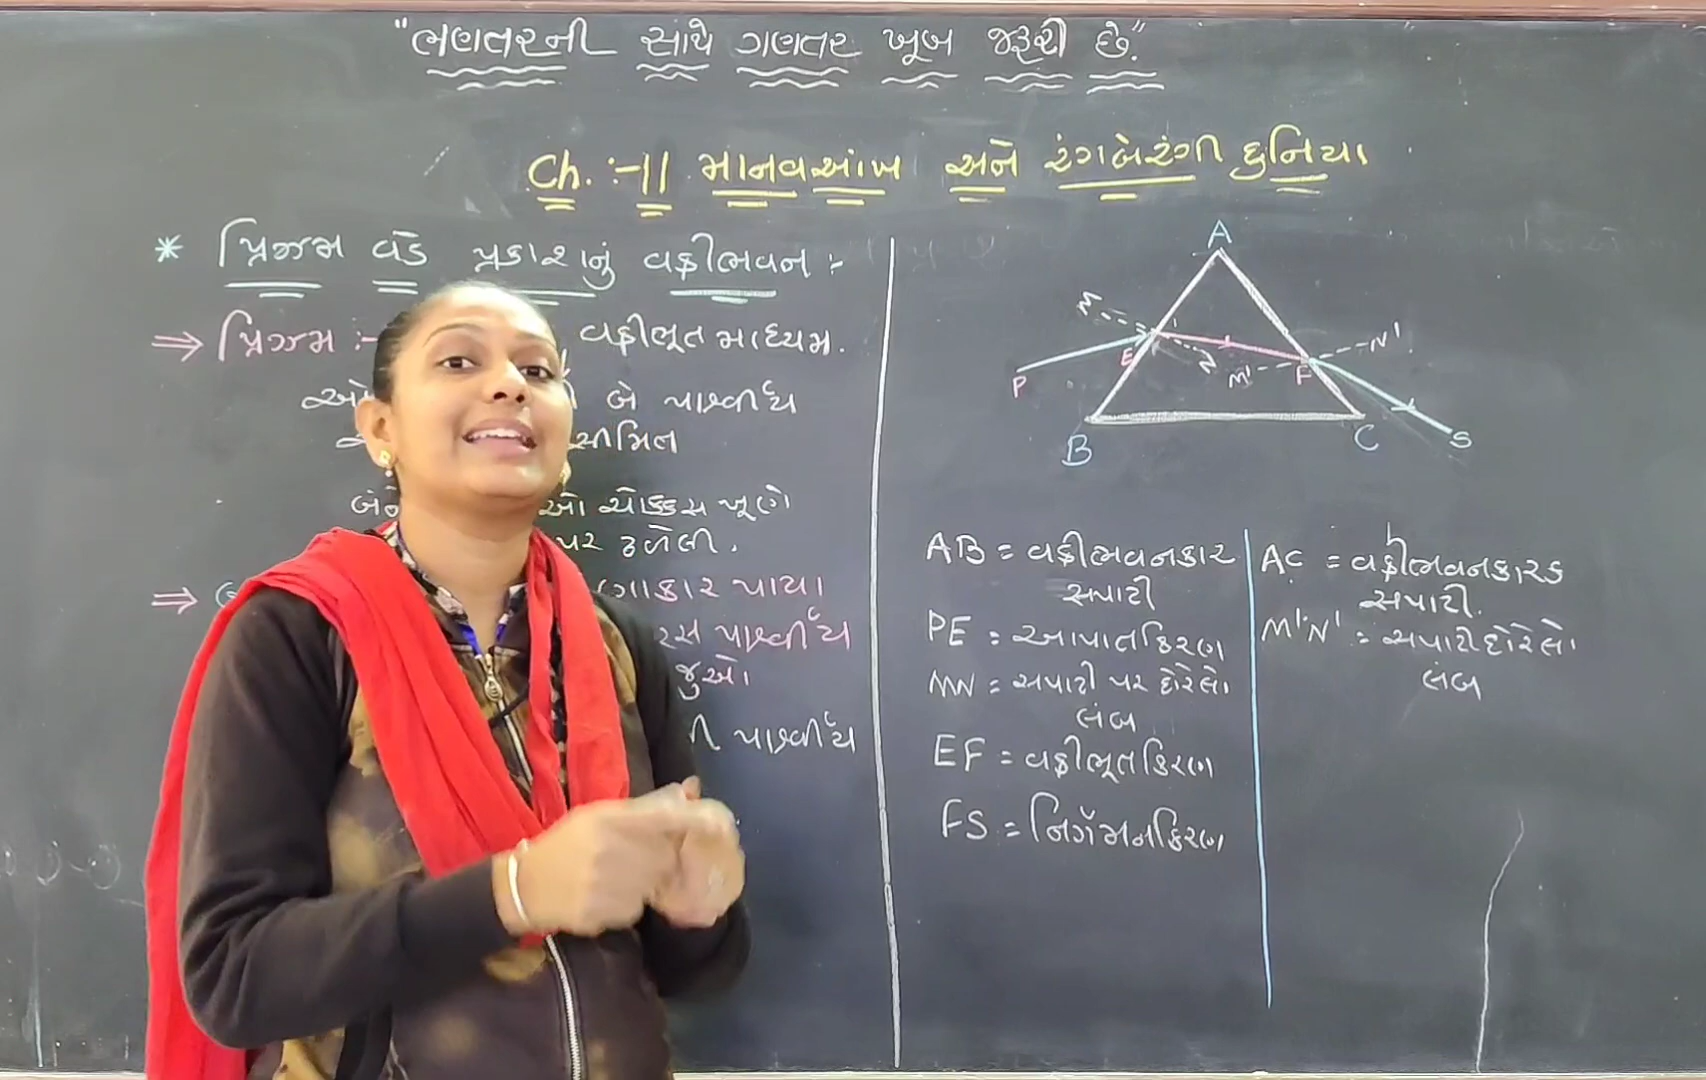 "ભણતરની સાથે ગણતર ખૂબ જરૂરી છે."
Ch. :- 11 માનવઆંખ અને રંગબેરંગી દુનિયા
* પ્રિઝમ વડે પ્રકાશનું વક્રીભવન :-
⇒ પ્રિઝમ :- વક્રીભૂત માધ્યમ.
બે પાર્શ્વીય
સીમિત
ચોક્કસ ખૂણે
પર ઢળેલી.
⇒ પાયા
પાર્શ્વીય
જુઓ
પાર્શ્વીય
A
M
E
N
M'
F
N'
P
B
C
S
AB = વક્રીભવનકાર
સપાટી
PE = આપાતકિરણ
MN = સપાટી પર દોરેલો
લંબ
EF = વક્રીભૂતકિરણ
FS = નિર્ગમનકિરણ
AC = વક્રીભવનકારક
સપાટી.
M'N' = સપાટી દોરેલો
લંબ